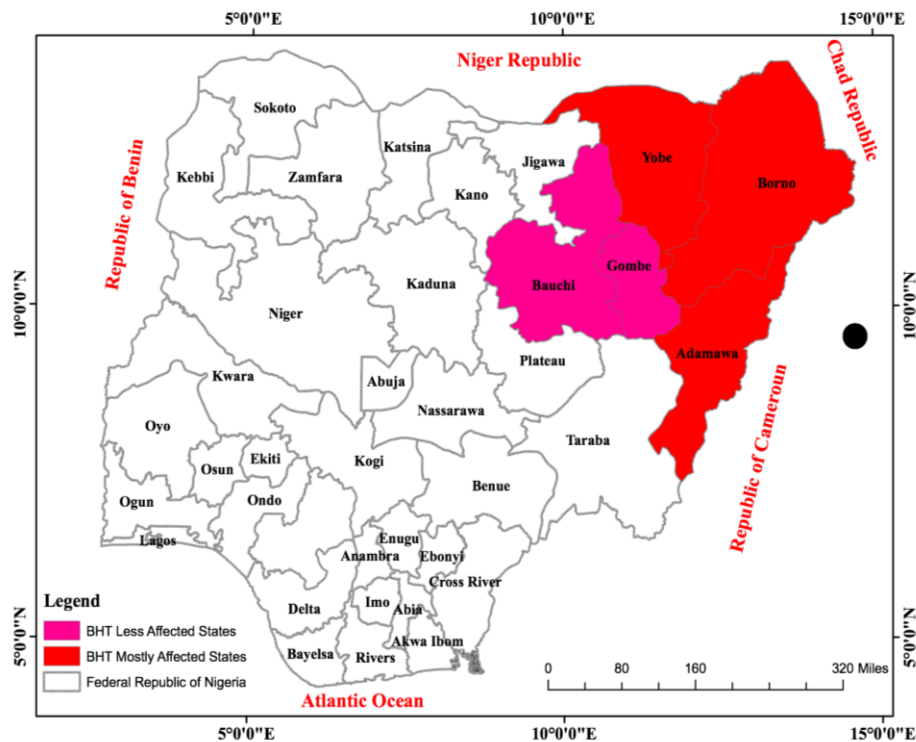 5°0'0"E
10°0'0"E
15°0'0"E
Niger Republic
Chad Republic
Sokoto
Katsina
Jigawa
Yobe
Borno
Kebbi
Zamfara
Kano
Republic of Benin
Gombe
Bauchi
Kaduna
10°0'0"N
Niger
10°0'0"N
Adamawa
Plateau
Kwara
Abuja
Nassarawa
Oyo
Taraba
Republic of Cameroun
Osun
Ekiti
Kogi
Benue
Ogun
Ondo
Lagos
Enugu
Anambra
Ebonyi
Cross River
Delta
Imo
Abia
Akwa Ibom
Bayelsa
Rivers
Legend
BHT Less Affected States
BHT Mostly Affected States
Federal Republic of Nigeria
5°0'0"N
5°0'0"N
0 80 160 320 Miles
Atlantic Ocean
5°0'0"E
10°0'0"E
15°0'0"E